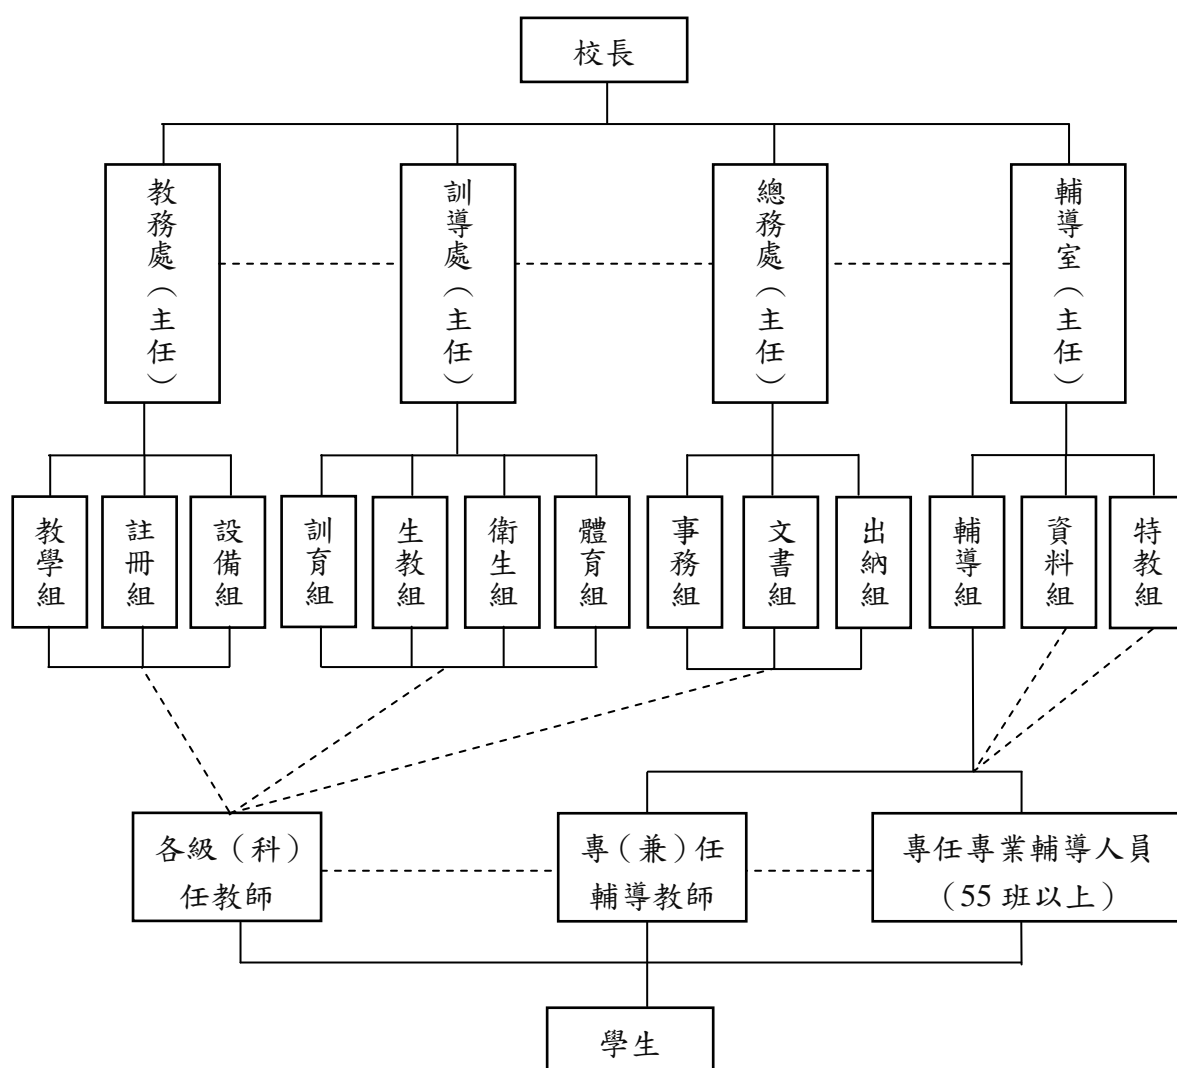 校長
教務處（主任）
訓導處（主任）
總務處（主任）
輔導室（主任）
教學組
註冊組
設備組
訓育組
生教組
衛生組
體育組
事務組
文書組
出納組
輔導組
資料組
特教組
各級（科）
任教師
專（兼）任
輔導教師
專任專業輔導人員
（55 班以上）
學生